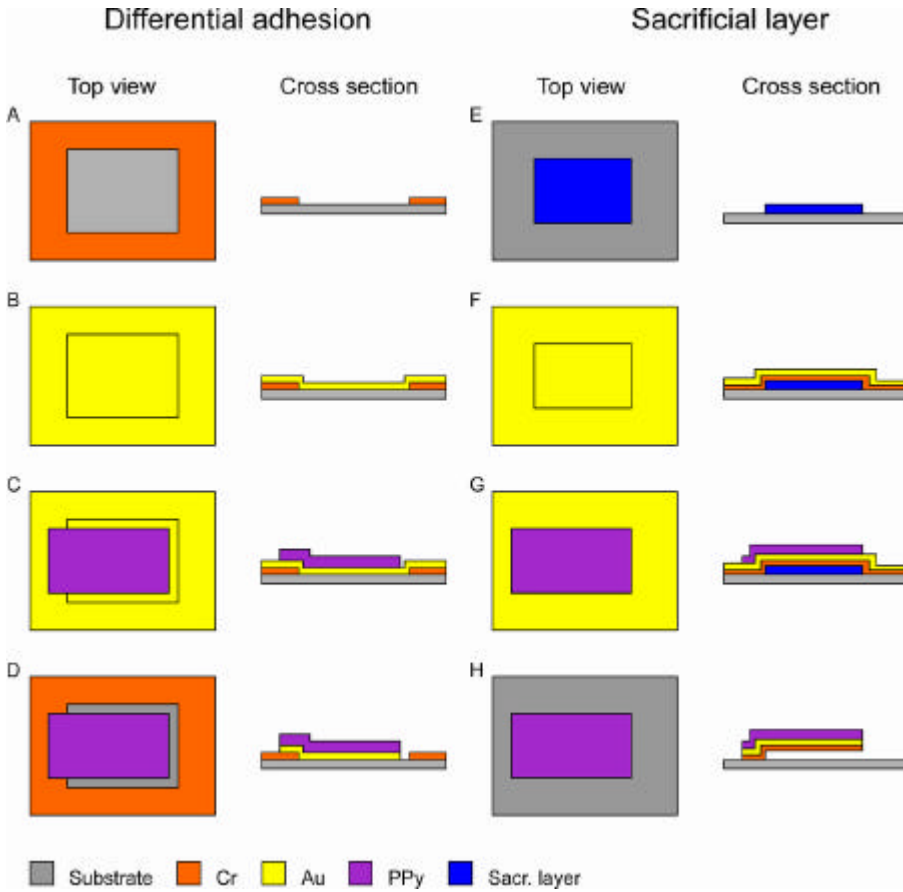 Differential adhesion Sacrificial layer
Top view Cross section Top view Cross section
A E
B F
C G
D H
Substrate Cr Au PPy Sacr. layer